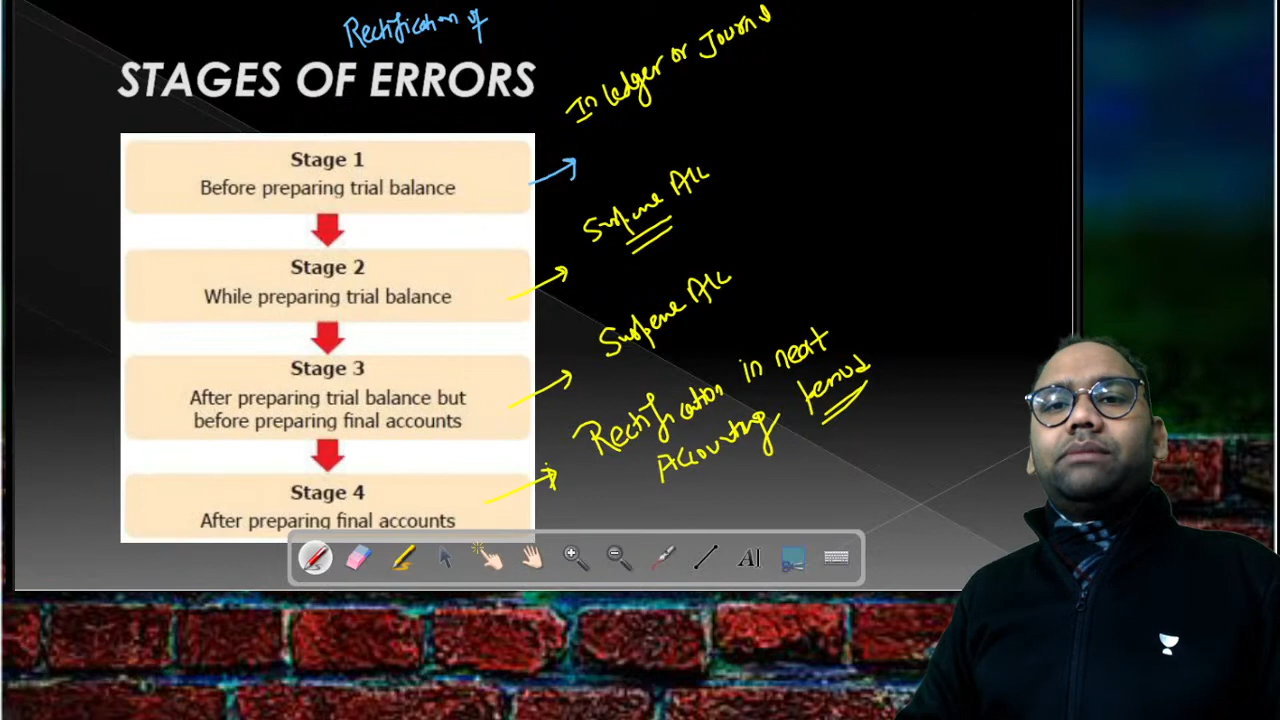 Rectification of
STAGES OF ERRORS
In Ledger or Journal
Stage 1
Before preparing trial balance
Suspense A/c
Stage 2
While preparing trial balance
Suspense A/c
Stage 3
After preparing trial balance but
before preparing final accounts
Rectification in next
Accounting Period
Stage 4
After preparing final accounts
A